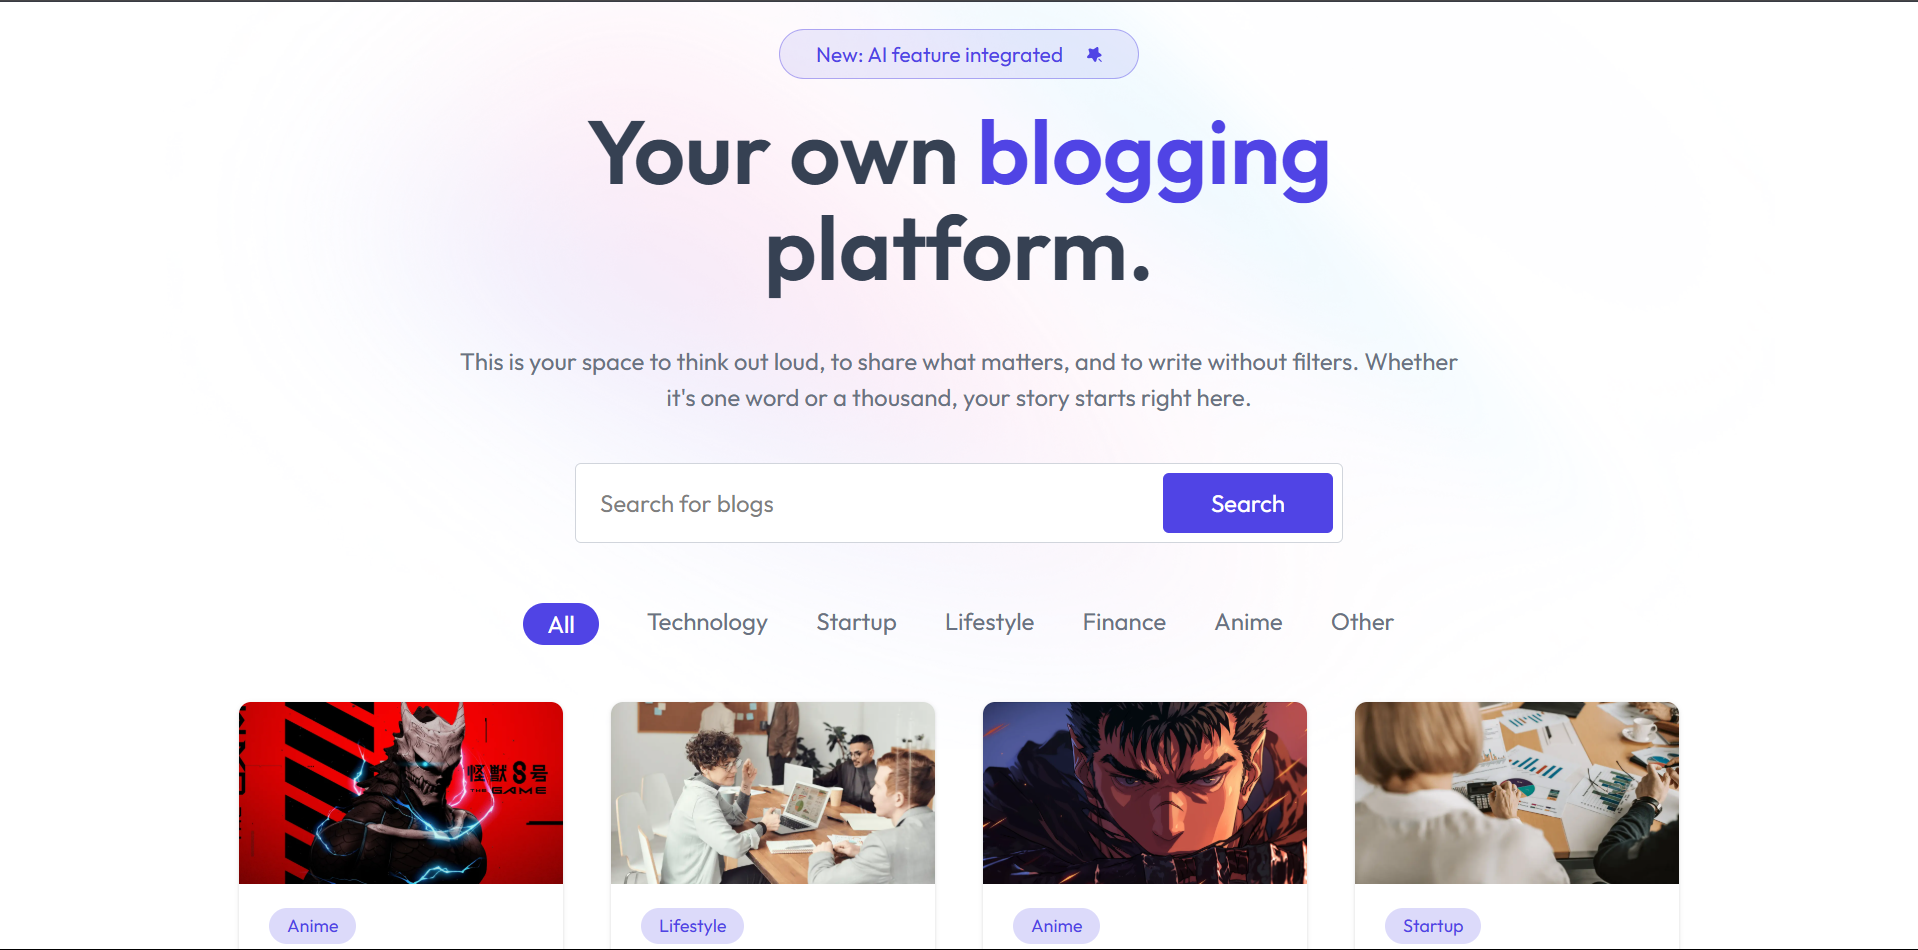 New: AI feature integrated
Your own blogging
platform.
This is your space to think out loud, to share what matters, and to write without filters. Whether
it's one word or a thousand, your story starts right here.
Search for blogs Search
All Technology Startup Lifestyle Finance Anime Other
怪獣8号
THE GAME
Anime Lifestyle Anime Startup